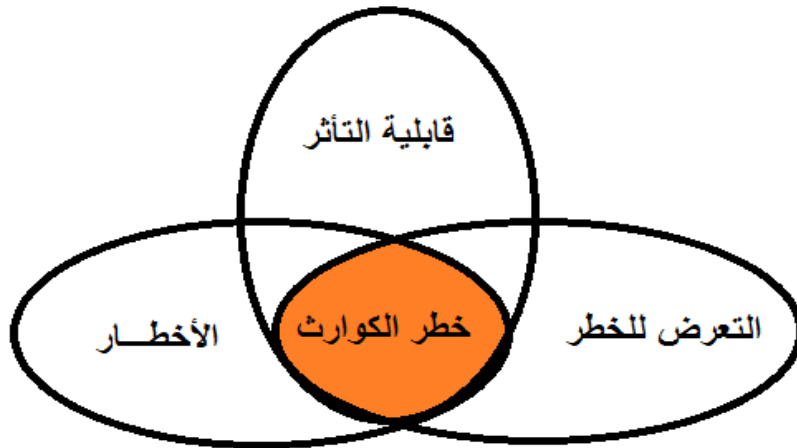 قابلية التأثر
التعرض للخطر
خطر الكوارث
الأخطـــار